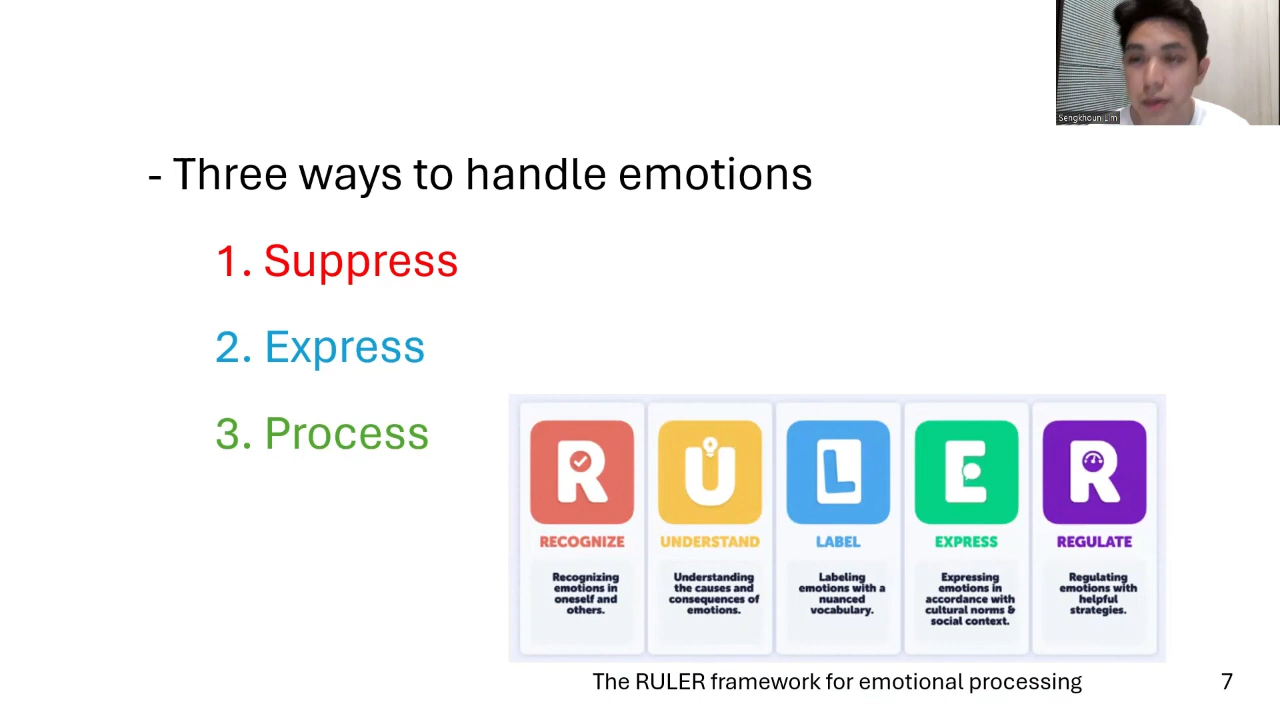 Sengkhoun Lim
- Three ways to handle emotions
1. Suppress
2. Express
3. Process
R
RECOGNIZE
Recognizing
emotions in
oneself and
others.
U
UNDERSTAND
Understanding
the causes and
consequences of
emotions.
L
LABEL
Labeling
emotions with a
nuanced
vocabulary.
E
EXPRESS
Expressing
emotions in
accordance with
cultural norms &
social context.
R
REGULATE
Regulating
emotions with
helpful
strategies.
The RULER framework for emotional processing
7